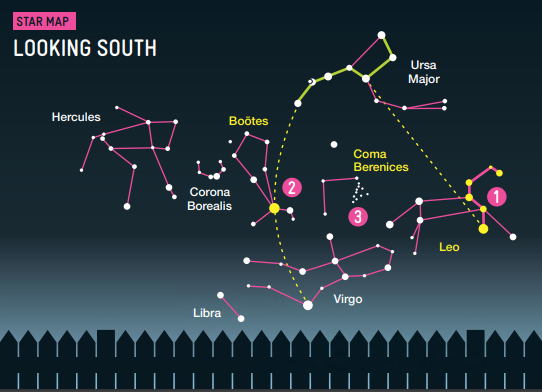 STAR MAP
LOOKING SOUTH
Ursa
Major
Hercules
Boötes
Coma
Berenices
Corona
Borealis
2
3
1
Leo
Virgo
Libra